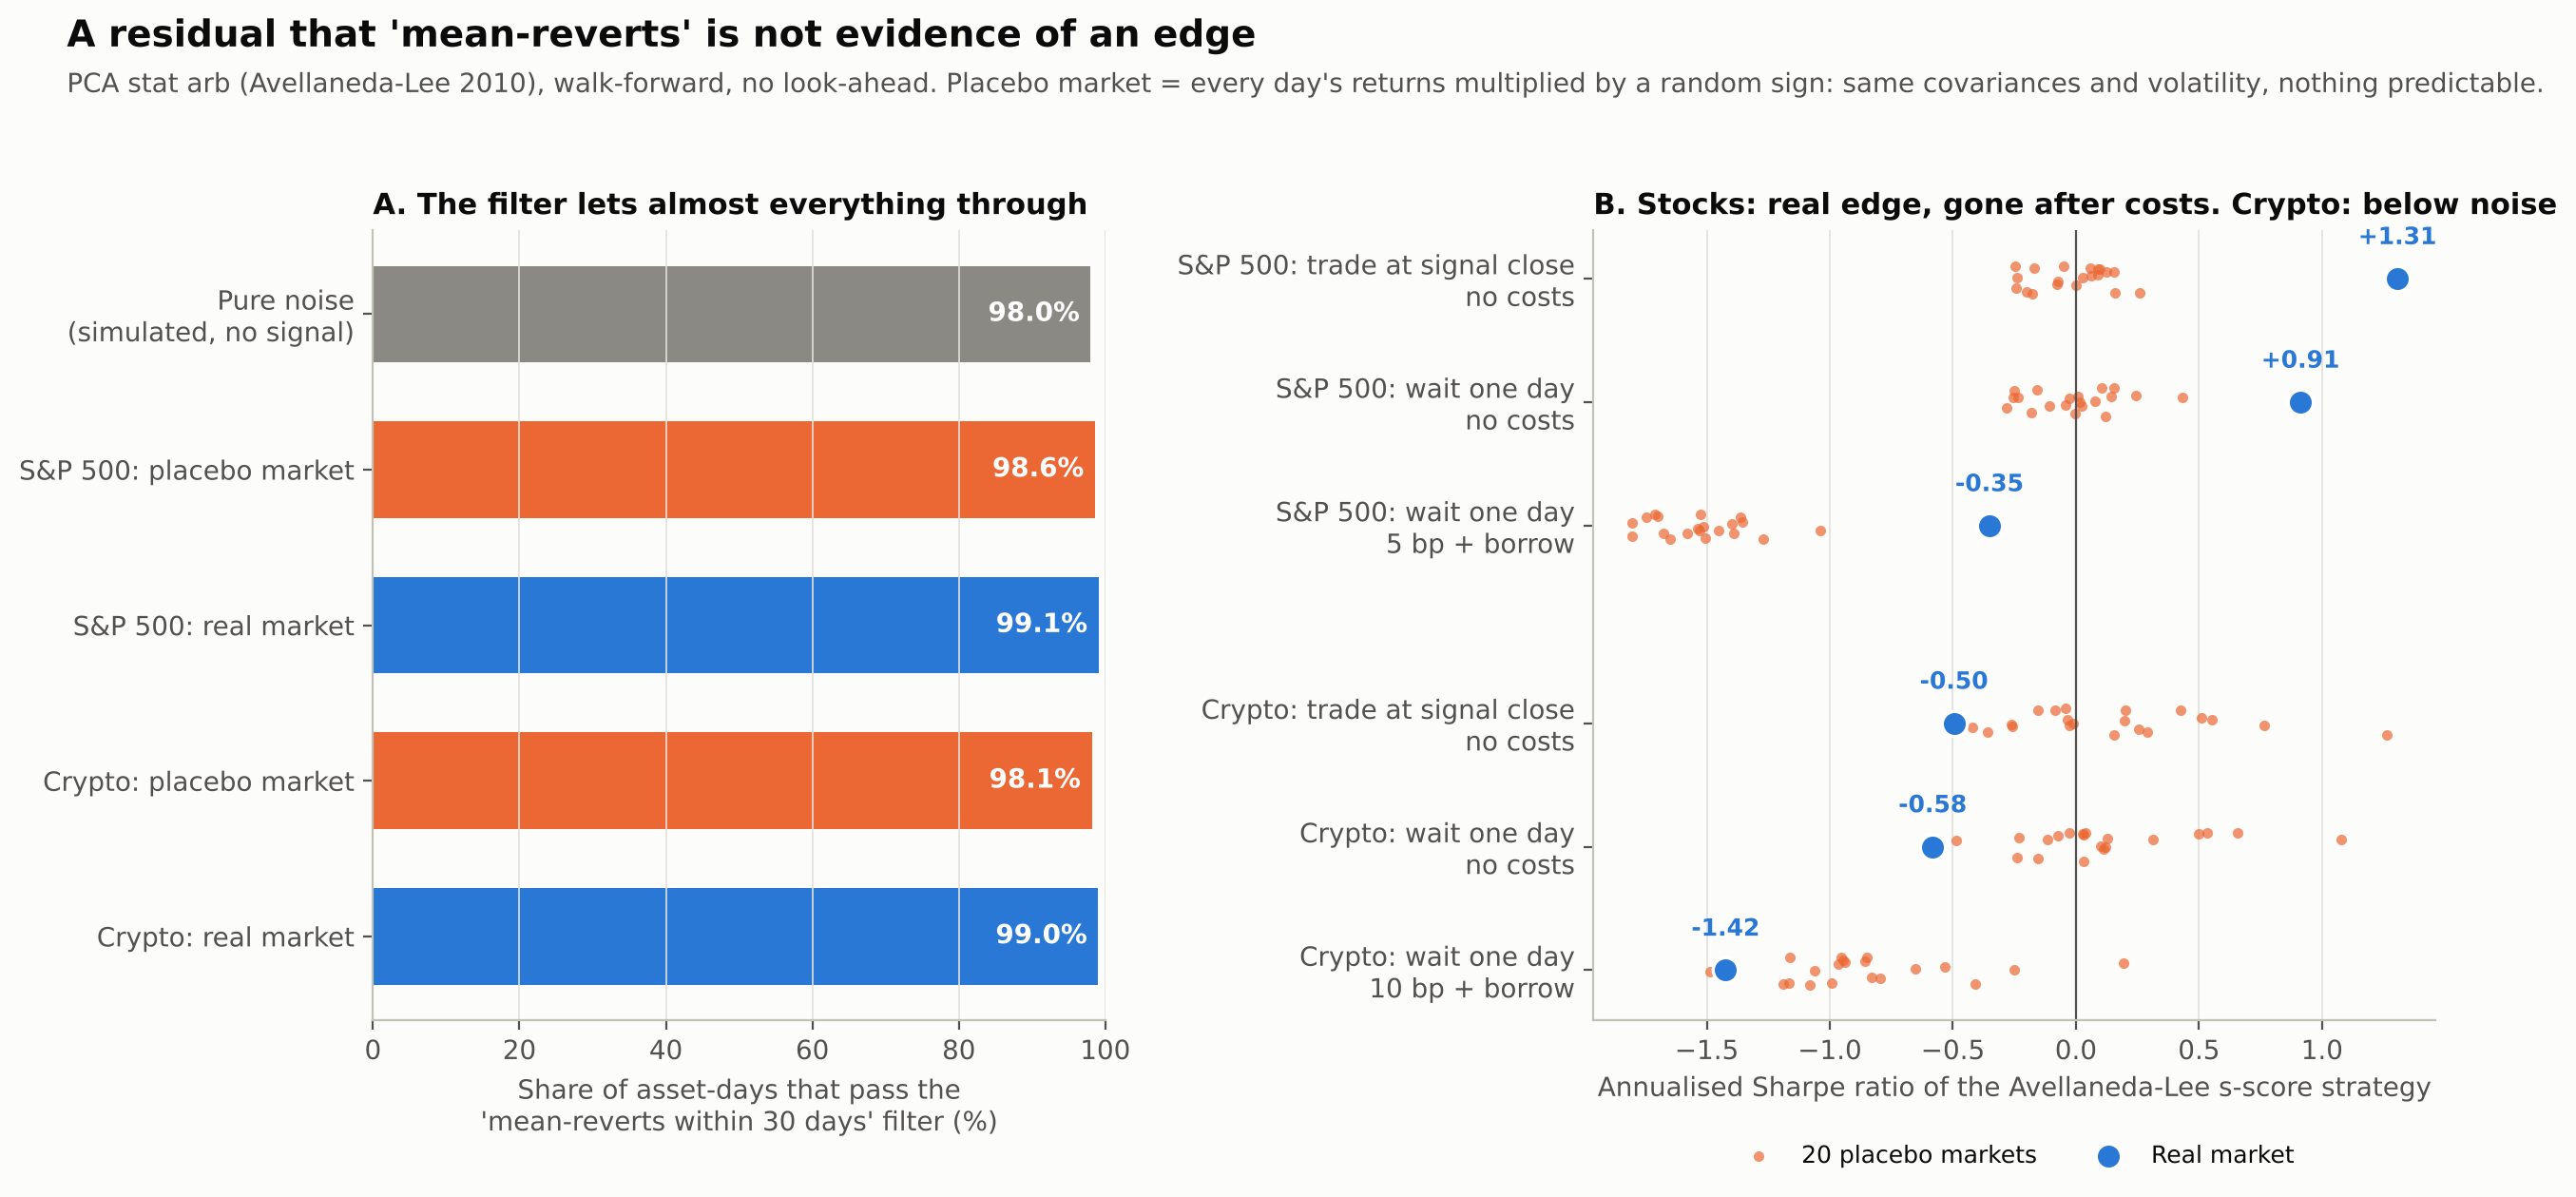 A residual that 'mean-reverts' is not evidence of an edge
PCA stat arb (Avellaneda-Lee 2010), walk-forward, no look-ahead. Placebo market = every day's returns multiplied by a random sign: same covariances and volatility, nothing predictable.
A. The filter lets almost everything through
Pure noise
(simulated, no signal)
98.0%
S&P 500: placebo market
98.6%
S&P 500: real market
99.1%
Crypto: placebo market
98.1%
Crypto: real market
99.0%
0 20 40 60 80 100
Share of asset-days that pass the
'mean-reverts within 30 days' filter (%)
B. Stocks: real edge, gone after costs. Crypto: below noise
+1.31
S&P 500: trade at signal close
no costs
+0.91
S&P 500: wait one day
no costs
-0.35
S&P 500: wait one day
5 bp + borrow
-0.50
Crypto: trade at signal close
no costs
-0.58
Crypto: wait one day
no costs
-1.42
Crypto: wait one day
10 bp + borrow
−1.5 −1.0 −0.5 0.0 0.5 1.0
Annualised Sharpe ratio of the Avellaneda-Lee s-score strategy
20 placebo markets Real market